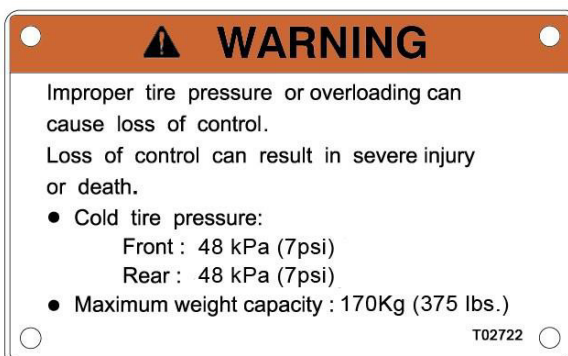 WARNING
Improper tire pressure or overloading can
cause loss of control.
Loss of control can result in severe injury
or death.
• Cold tire pressure:
Front : 48 kPa (7psi)
Rear : 48 kPa (7psi)
• Maximum weight capacity : 170Kg (375 lbs.)
T02722